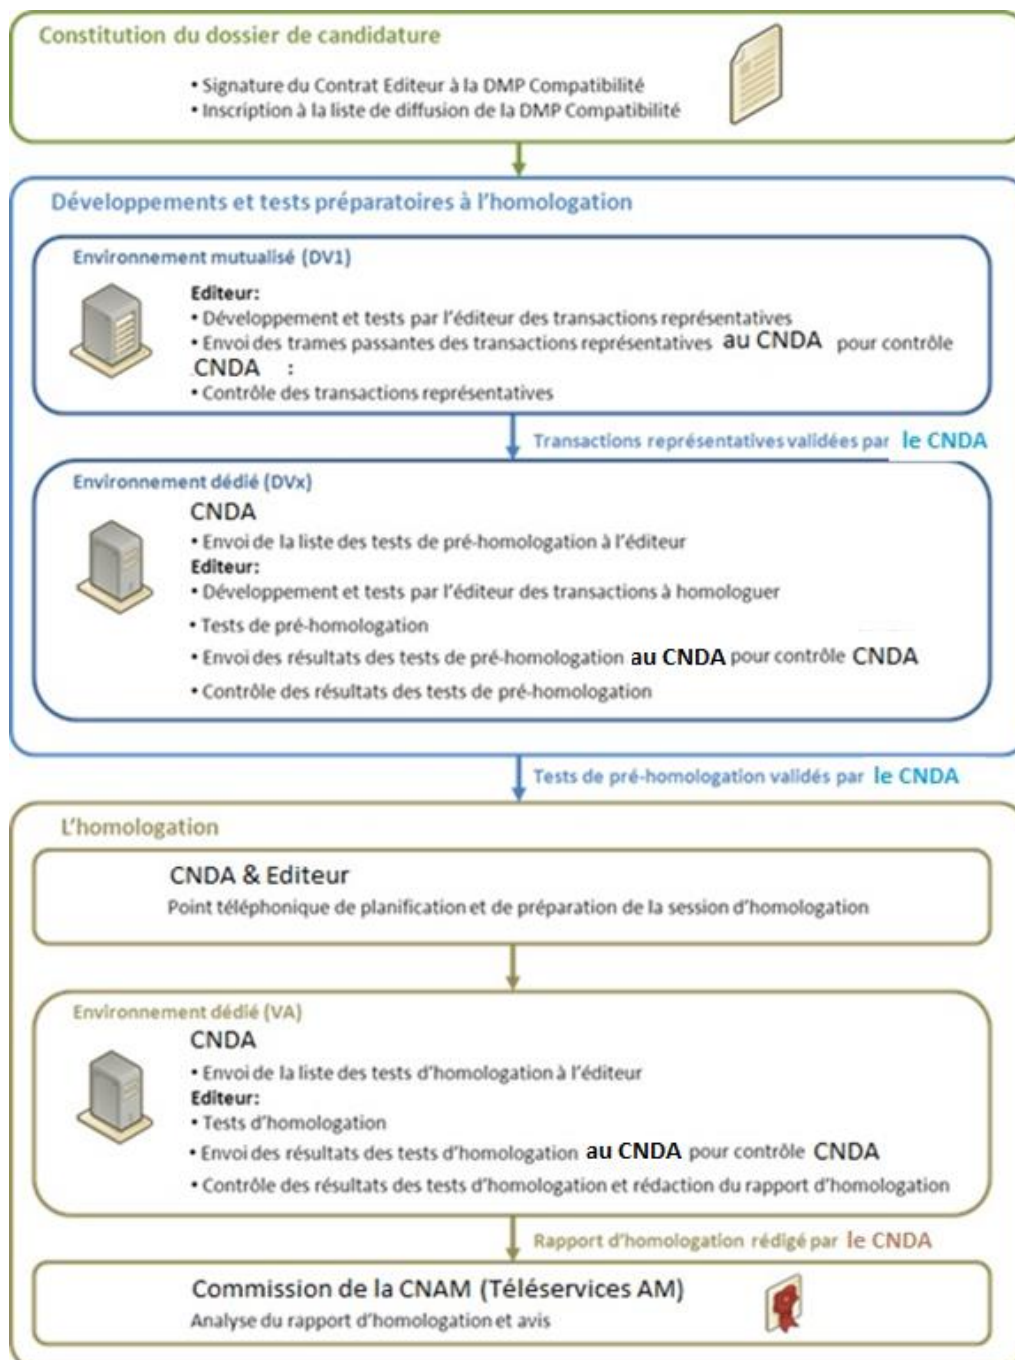 Constitution du dossier de candidature
• Signature du Contrat Editeur à la DMP Compatibilité
• Inscription à la liste de diffusion de la DMP Compatibilité
Développements et tests préparatoires à l'homologation
Environnement mutualisé (DV1)
Editeur:
• Développement et tests par l'éditeur des transactions représentatives
• Envoi des trames passantes des transactions représentatives au CNDA pour contrôle
CNDA :
• Contrôle des transactions représentatives
Transactions représentatives validées par le CNDA
Environnement dédié (DVx)
CNDA
• Envoi de la liste des tests de pré-homologation à l'éditeur
Editeur:
• Développement et tests par l'éditeur des transactions à homologuer
• Tests de pré-homologation
• Envoi des résultats des tests de pré-homologation au CNDA pour contrôle CNDA
• Contrôle des résultats des tests de pré-homologation
Tests de pré-homologation validés par le CNDA
L'homologation
CNDA & Editeur
Point téléphonique de planification et de préparation de la session d'homologation
Environnement dédié (VA)
CNDA
• Envoi de la liste des tests d'homologation à l'éditeur
Editeur:
• Tests d'homologation
• Envoi des résultats des tests d'homologation au CNDA pour contrôle CNDA
• Contrôle des résultats des tests d'homologation et rédaction du rapport d'homologation
Rapport d'homologation rédigé par le CNDA
Commission de la CNAM (Téléservices AM)
Analyse du rapport d'homologation et avis